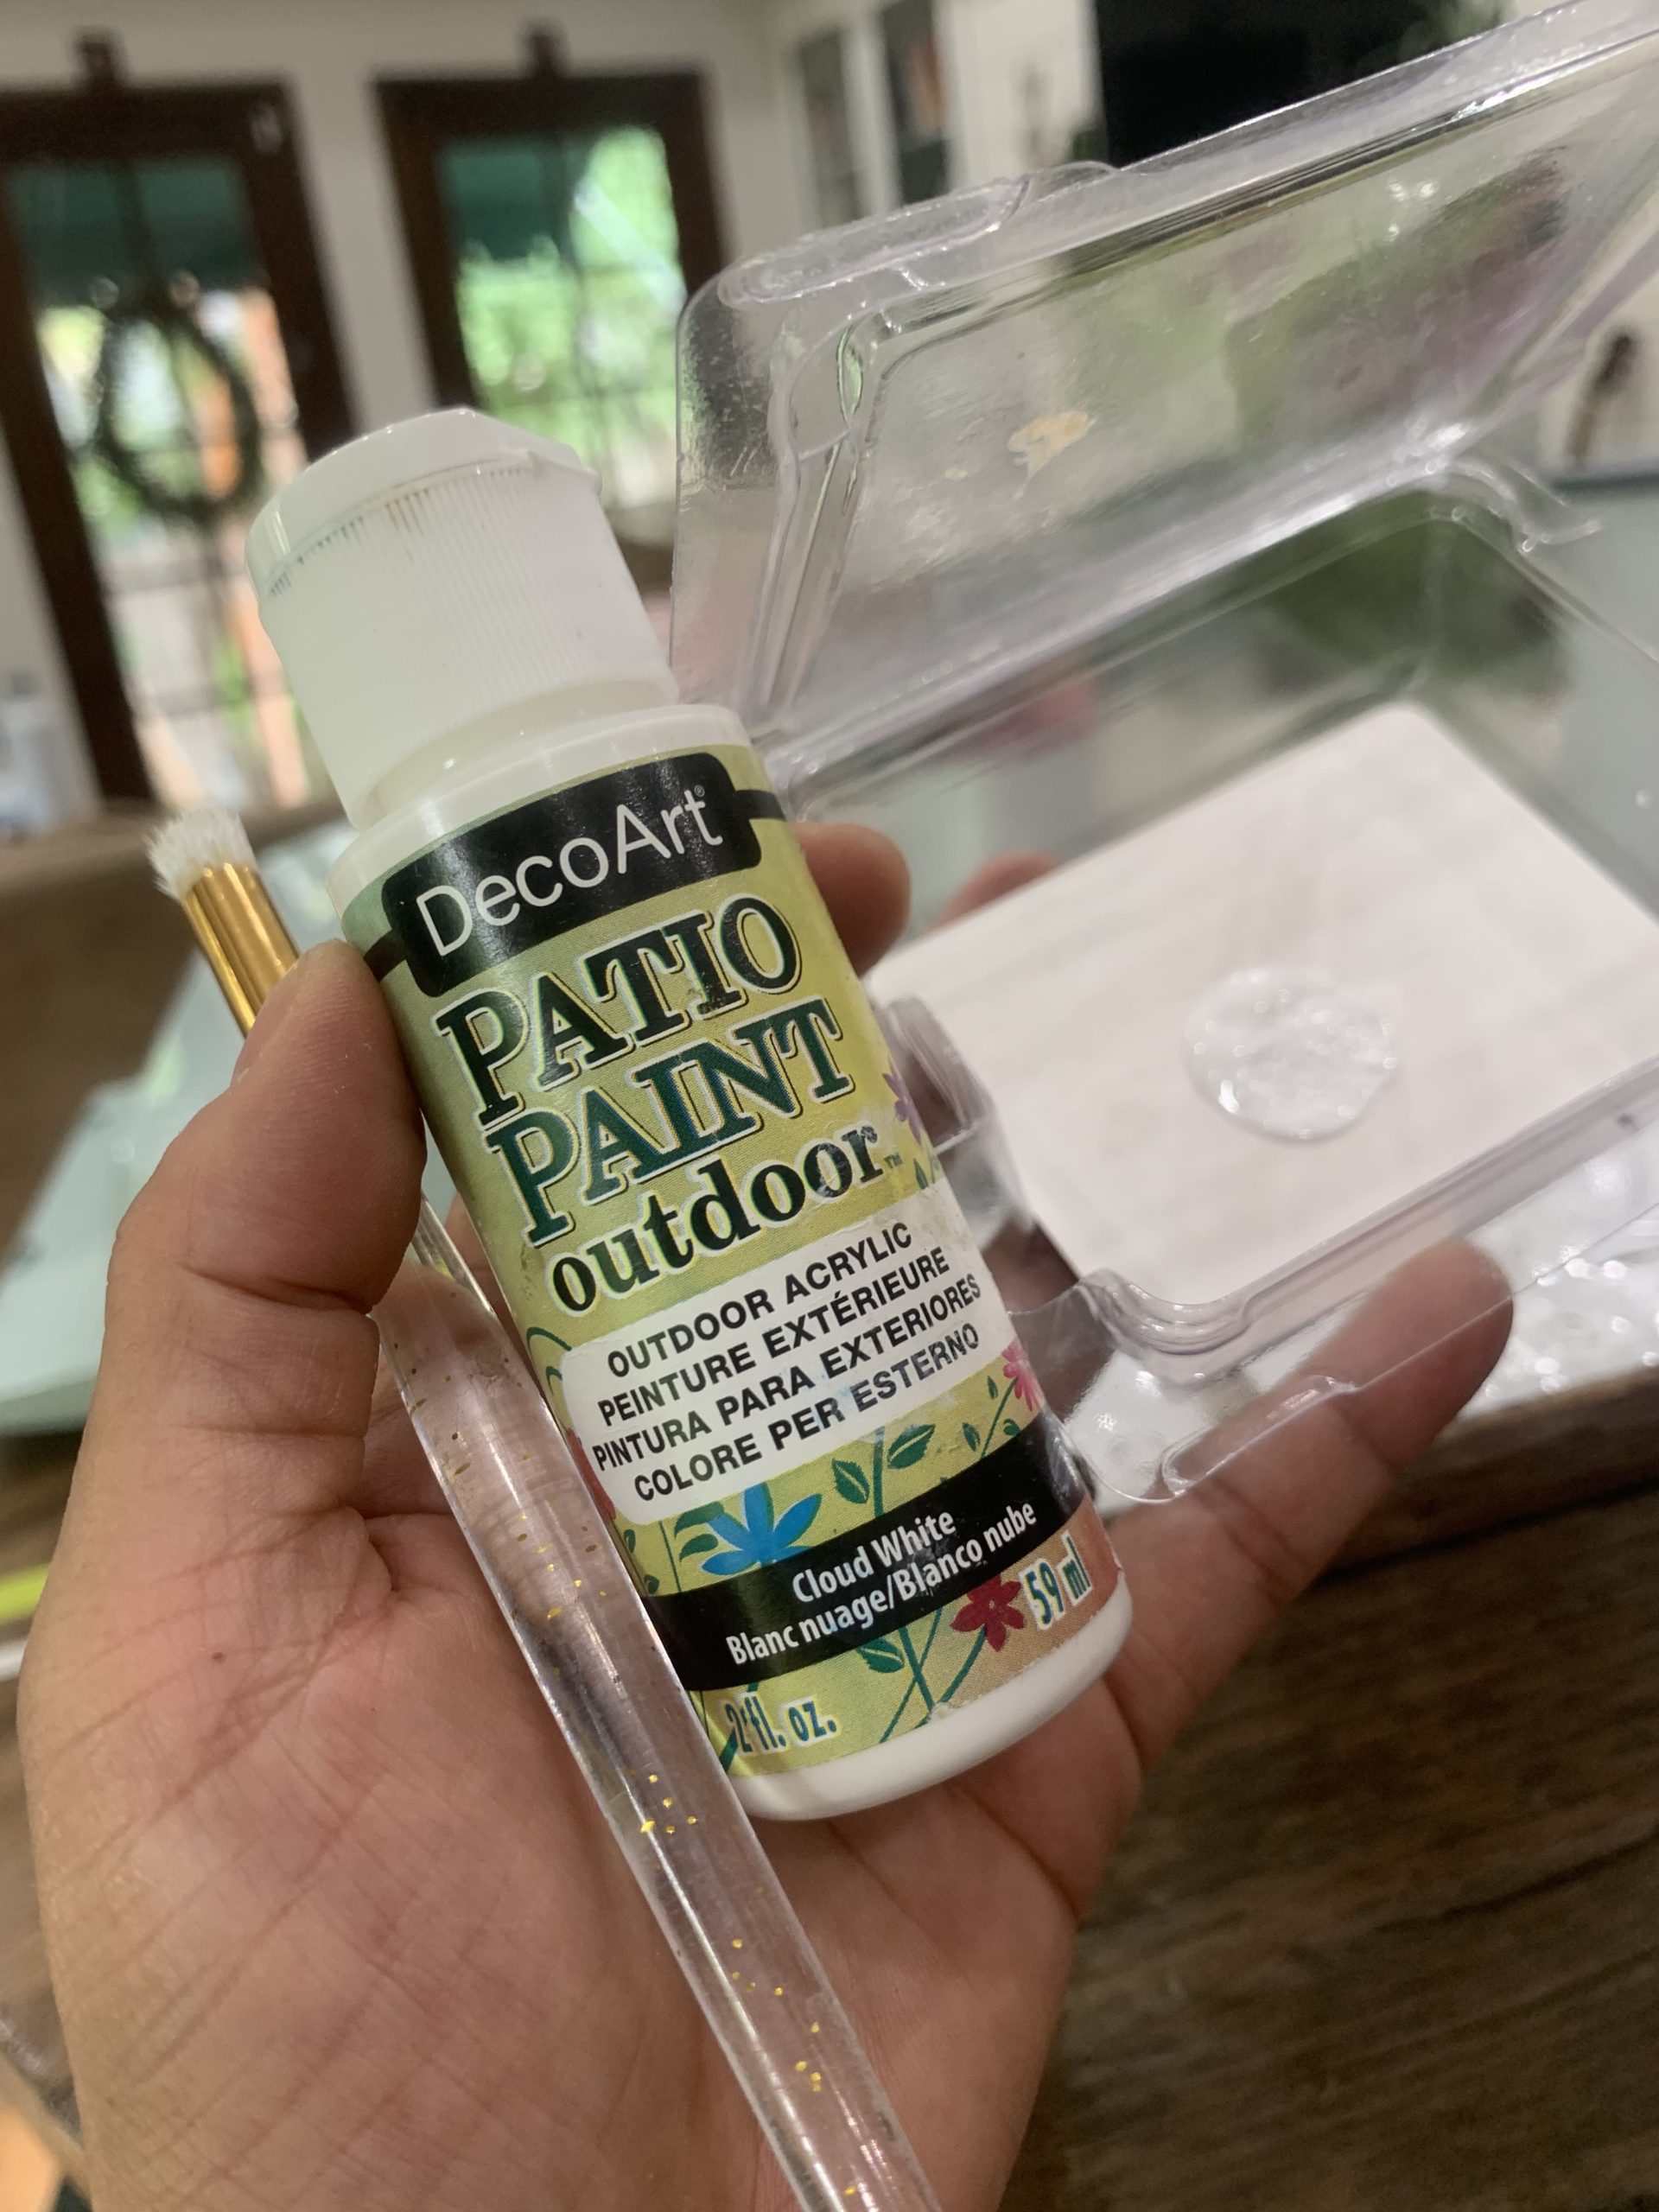 DecoArt®
PATIO
PAINT
outdoor™
OUTDOOR ACRYLIC
PEINTURE EXTÉRIEURE
PINTURA PARA EXTERIORES
COLORE PER ESTERNO
Cloud White
Blanc nuage/Blanco nube
59 ml
2 fl. oz.